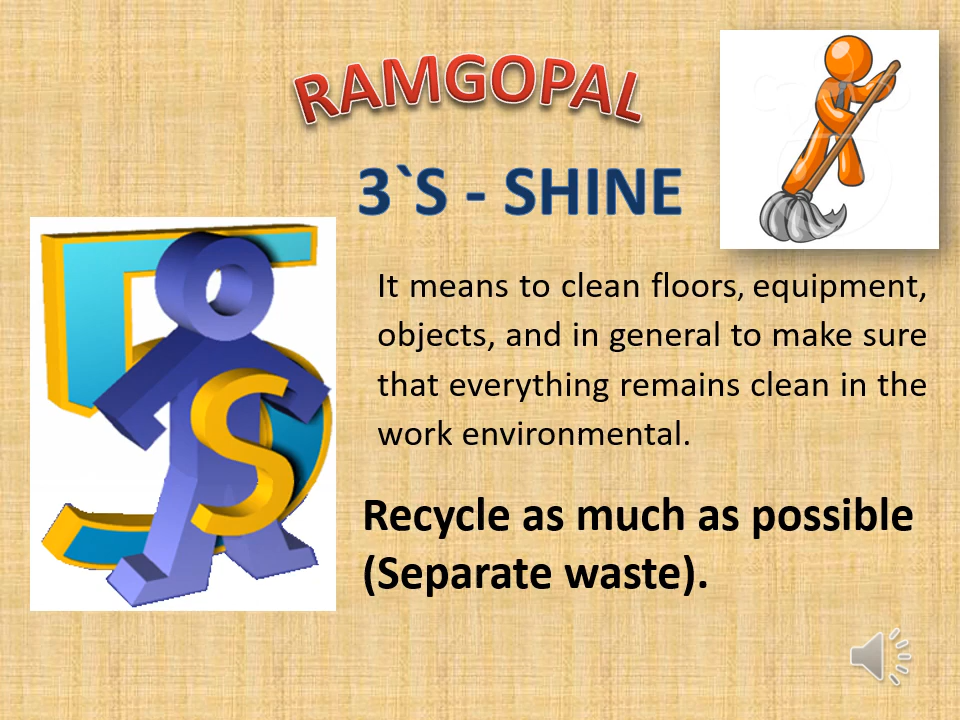 RAMGOPAL
3`S - SHINE
5
S
It means to clean floors, equipment,
objects, and in general to make sure
that everything remains clean in the
work environmental.
Recycle as much as possible
(Separate waste).